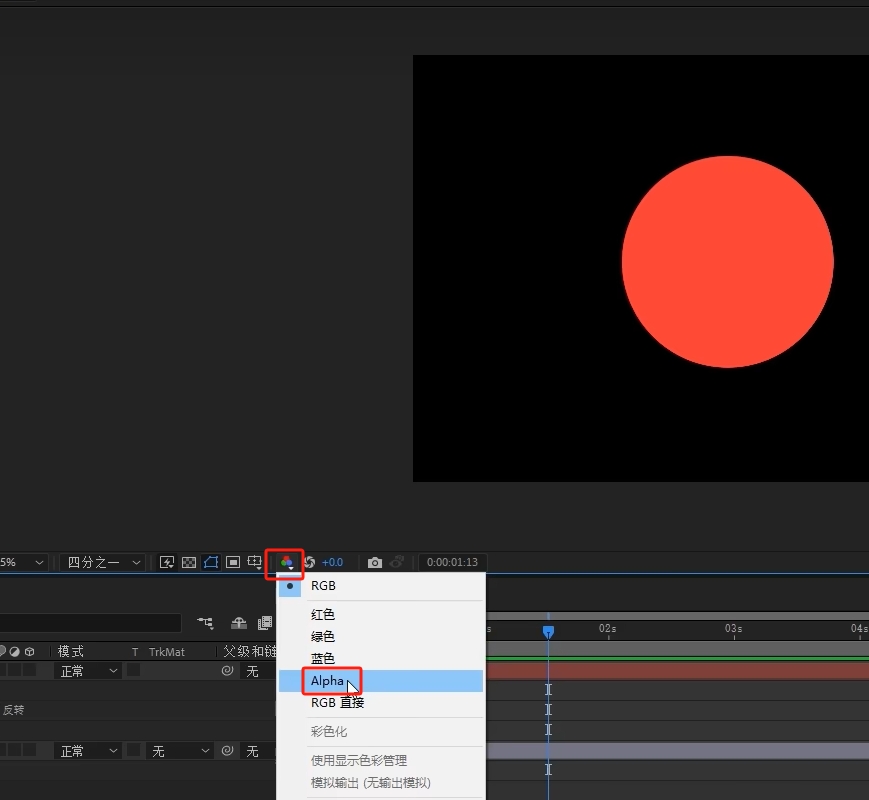 5%
四分之一
+0.0
0:00:01:13
RGB
红色
绿色
蓝色
Alpha
RGB 直接
彩色化
使用显示色彩管理
模拟输出 (无输出模拟)
s
02s
03s
04s
模式
T
TrkMat
父级和链
正常
无
反转
正常
无
无